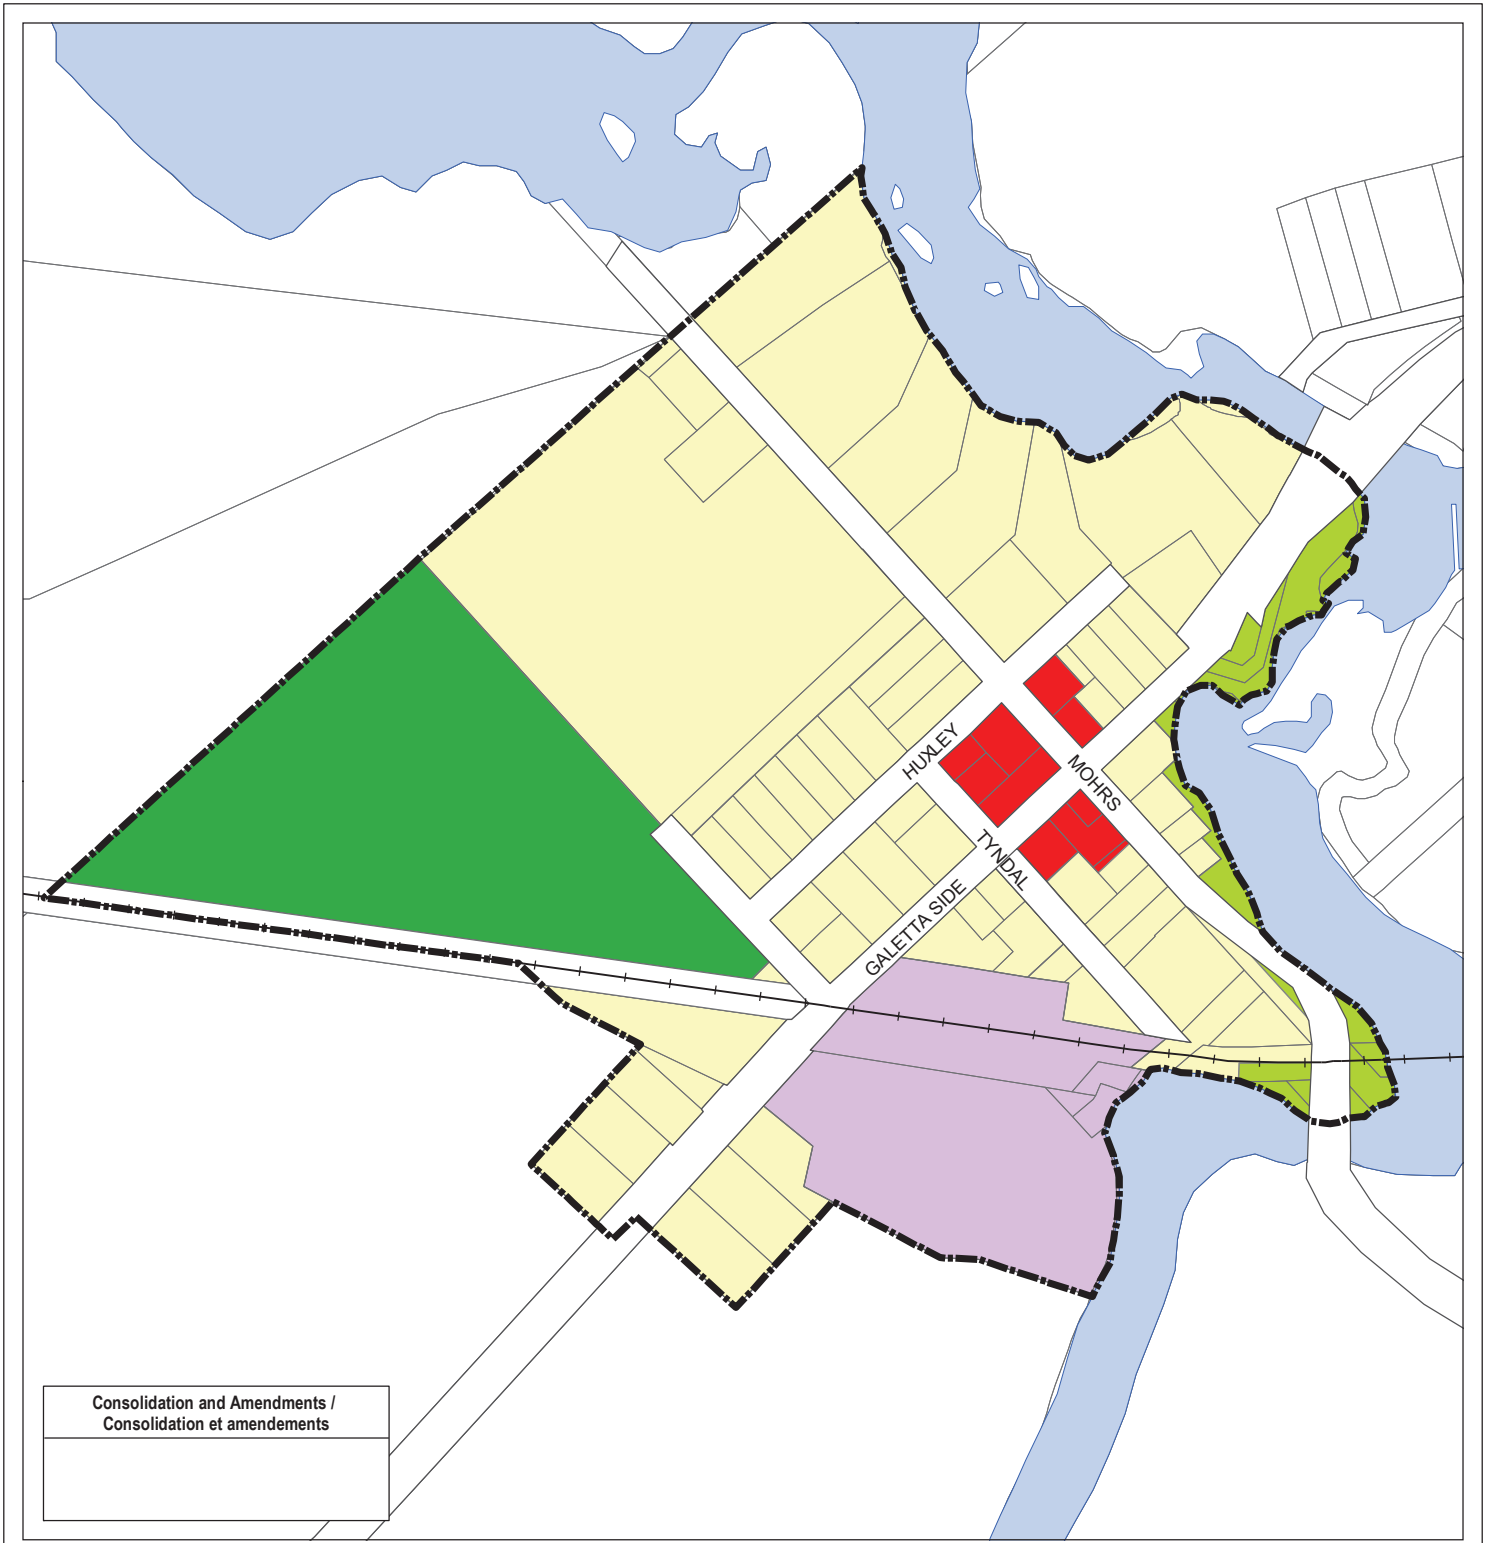 HUXLEY
MOHRS
TYNDAL
GALETTA SIDE
Consolidation and Amendments /
Consolidation et amendements